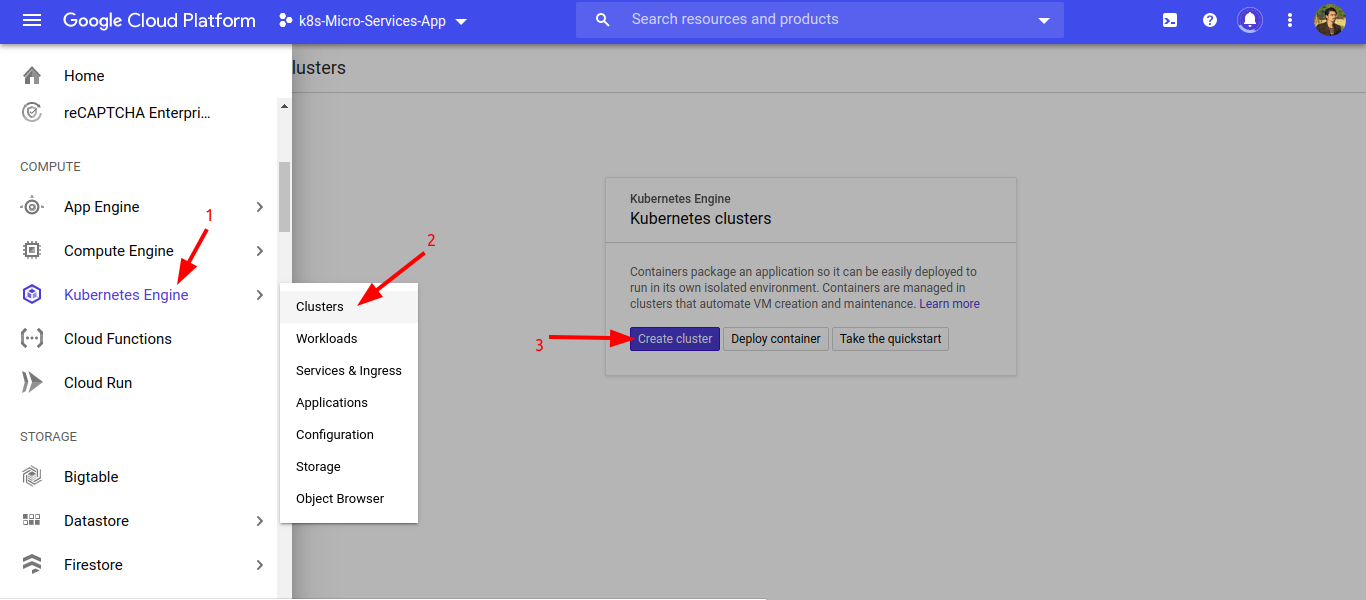 Google Cloud Platform
k8s-Micro-Services-App
Search resources and products
lusters
Home
reCAPTCHA Enterpri...
COMPUTE
App Engine
1
Compute Engine
2
Kubernetes Engine
Cloud Functions
Cloud Run
STORAGE
Bigtable
Datastore
Firestore
Clusters
Workloads
Services & Ingress
Applications
Configuration
Storage
Object Browser
Kubernetes Engine
Kubernetes clusters
Containers package an application so it can be easily deployed to
run in its own isolated environment. Containers are managed in
clusters that automate VM creation and maintenance. Learn more
3
Create cluster Deploy container Take the quickstart